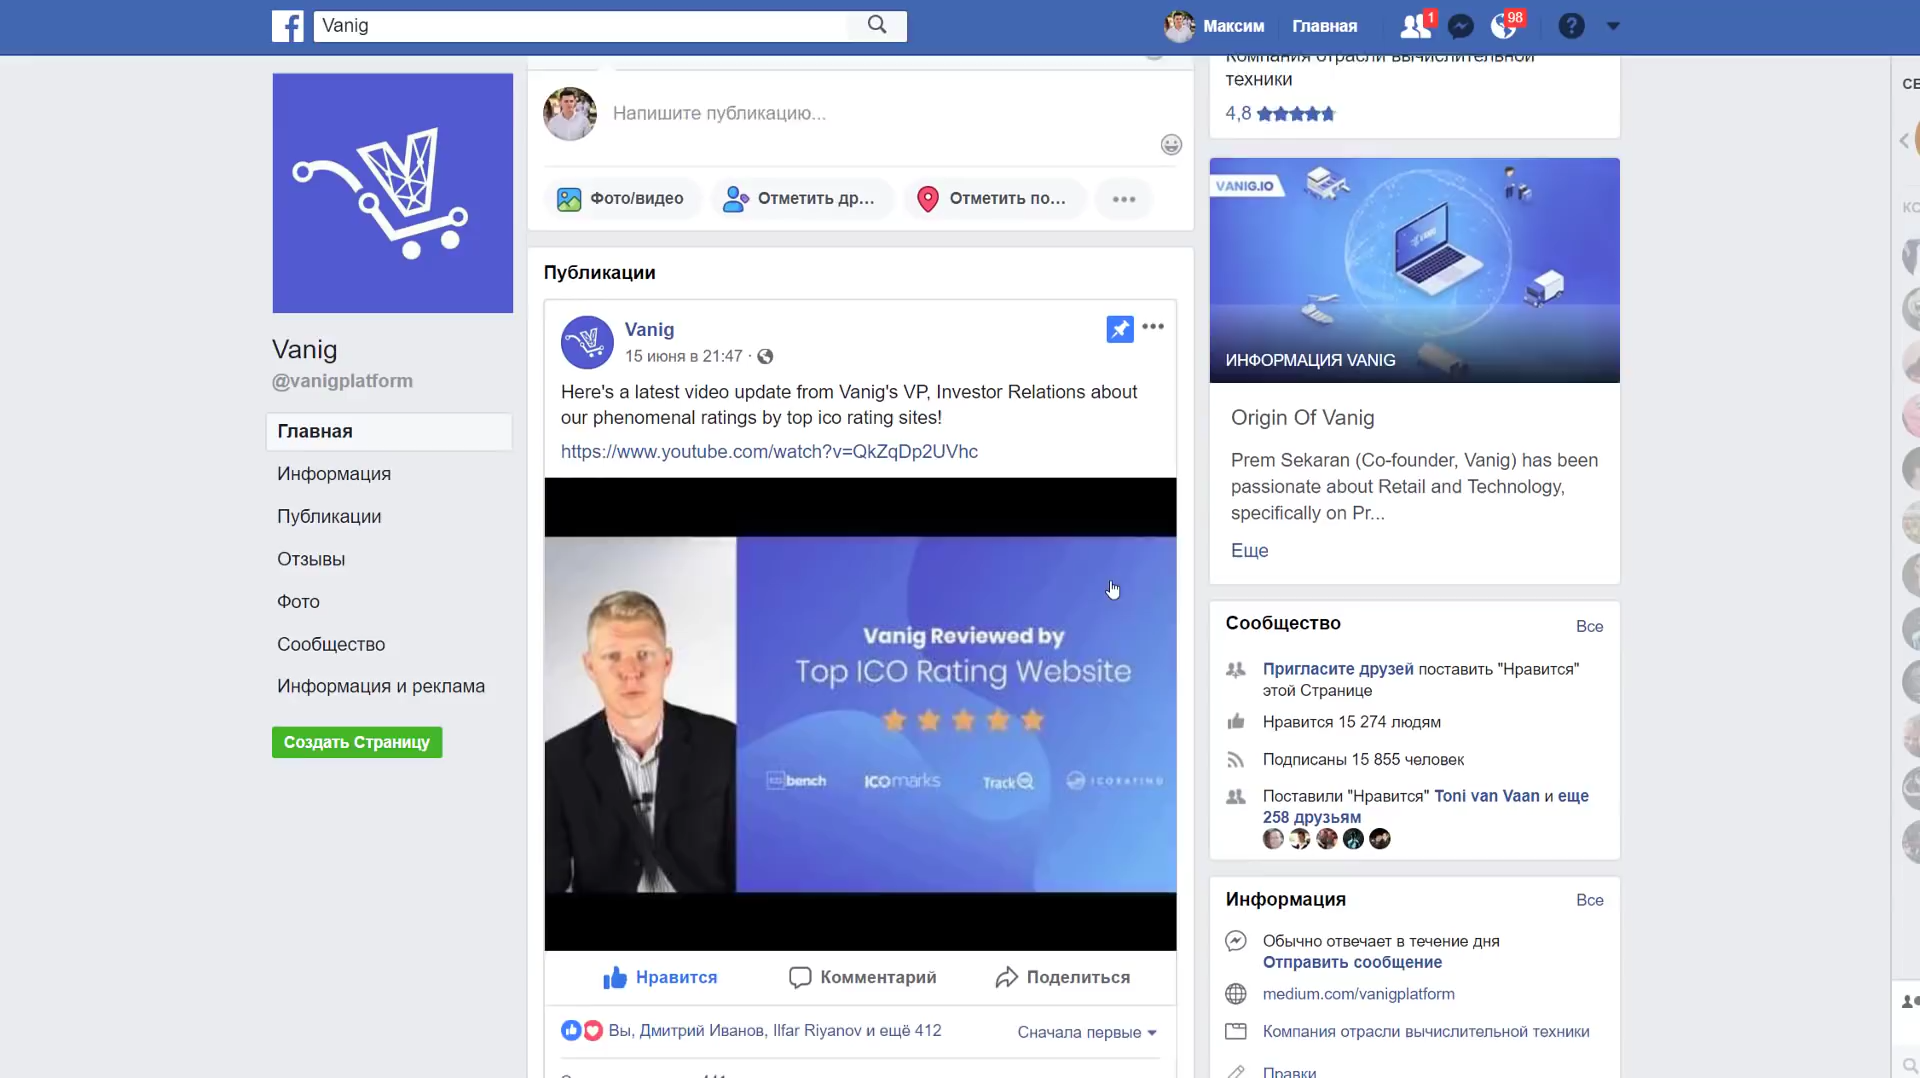 Vanig
Максим
Главная
1
98
Vanig
@vanigplatform
Главная
Информация
Публикации
Отзывы
Фото
Сообщество
Информация и реклама
Создать Страницу
Напишите публикацию...
Фото/видео
Отметить др...
Отметить по...
Публикации
Vanig
15 июня в 21:47 ·
Here's a latest video update from Vanig's VP, Investor Relations about
our phenomenal ratings by top ico rating sites!
https://www.youtube.com/watch?v=QkZqDp2UVhc
Vanig Reviewed by
Top ICO Rating Website
bench
ICOmarks
Track
ICORATING
Нравится
Комментарий
Поделиться
Вы, Дмитрий Иванов, Ilfar Riyanov и ещё 412
Сначала первые
Компания отрасли вычислительной
техники
4,8
VANIG.IO
ИНФОРМАЦИЯ VANIG
Origin Of Vanig
Prem Sekaran (Co-founder, Vanig) has been
passionate about Retail and Technology,
specifically on Pr...
Еще
Сообщество
Все
Пригласите друзей поставить "Нравится"
этой Странице
Нравится 15 274 людям
Подписаны 15 855 человек
Поставили "Нравится" Toni van Vaan и еще
258 друзьям
Информация
Все
Обычно отвечает в течение дня
Отправить сообщение
medium.com/vanigplatform
Компания отрасли вычислительной техники
Правки